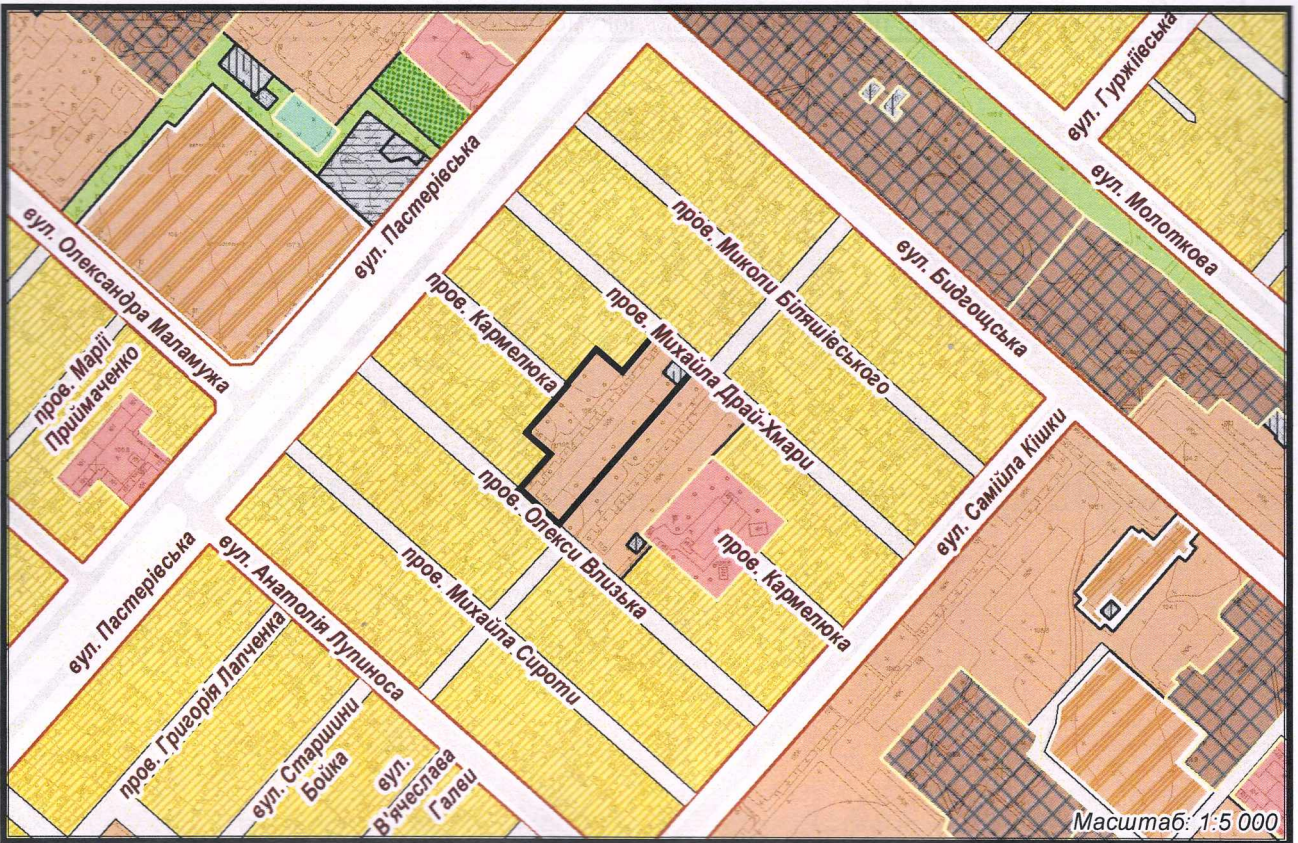 вул. Гуржіївська
вул. Молоткова
вул. Пастерівська
вул. Олександра Маламужа
пров. Миколи Біляшівського
вул. Бидгощська
пров. Кармелюка
пров. Михайла Драй-Хмари
пров. Марії
Приймаченко
вул. Самійла Кішки
пров. Олекси Влизька
пров. Кармелюка
вул. Пастерівська
вул. Анатолія Лупиноса
пров. Михайла Сироти
пров. Григорія Лапченка
вул. Старшини
Бойка
вул.
В'ячеслава
Галви
Масштаб: 1:5 000